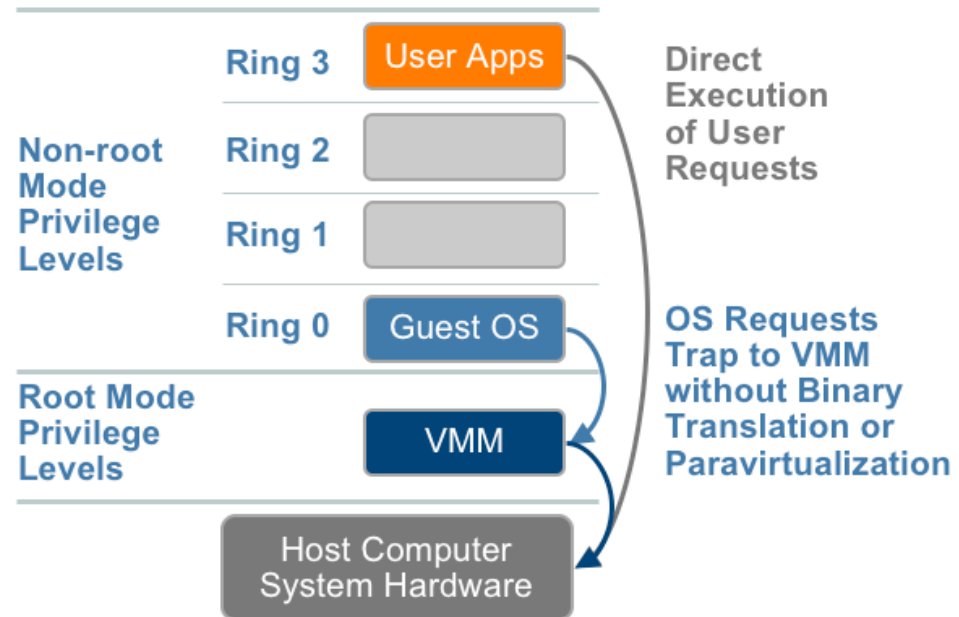 Ring 3
User Apps
Direct
Execution
of User
Requests
Non-root
Mode
Privilege
Levels
Ring 2
Ring 1
Ring 0
Guest OS
OS Requests
Trap to VMM
without Binary
Translation or
Paravirtualization
Root Mode
Privilege
Levels
VMM
Host Computer
System Hardware